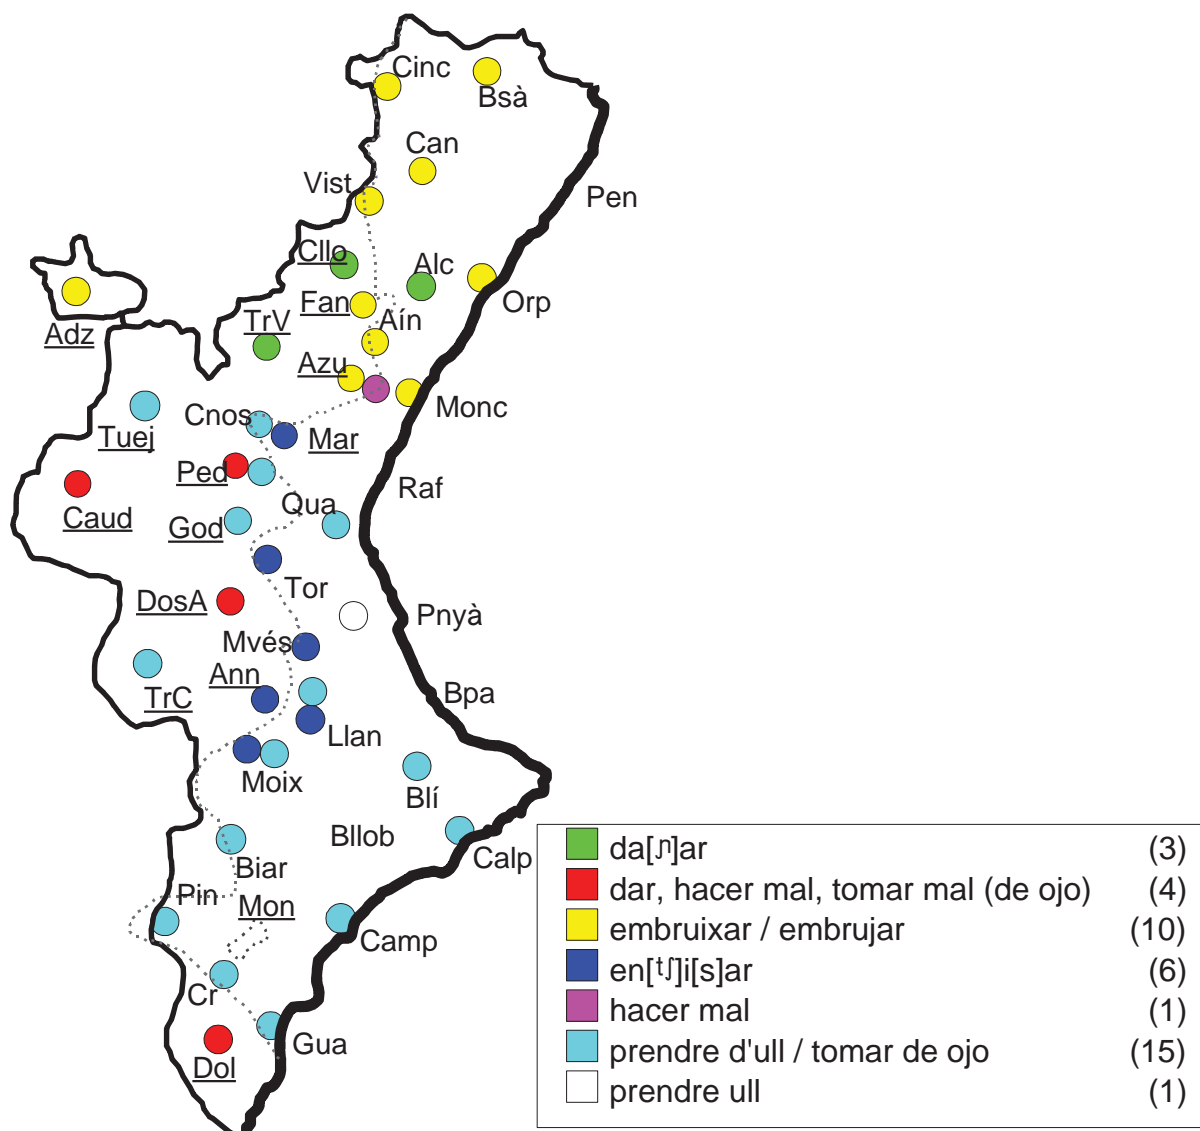 Cinc
Bsà
Can
Vist
Pen
Cllo
Alc
Fan
Orp
TrV
Aín
Adz
Azu
Monc
Cnos
Tuej
Mar
Ped
Raf
Qua
Caud
God
Tor
DosA
Pnyà
Mvés
Ann
TrC
Bpa
Llan
Moix
Blí
Bllob
Calp
Biar
Pin
Mon
Camp
Cr
Gua
Dol
da[ɲ]ar (3)
dar, hacer mal, tomar mal (de ojo) (4)
embruixar / embrujar (10)
en[tʃ]i[s]ar (6)
hacer mal (1)
prendre d'ull / tomar de ojo (15)
prendre ull (1)